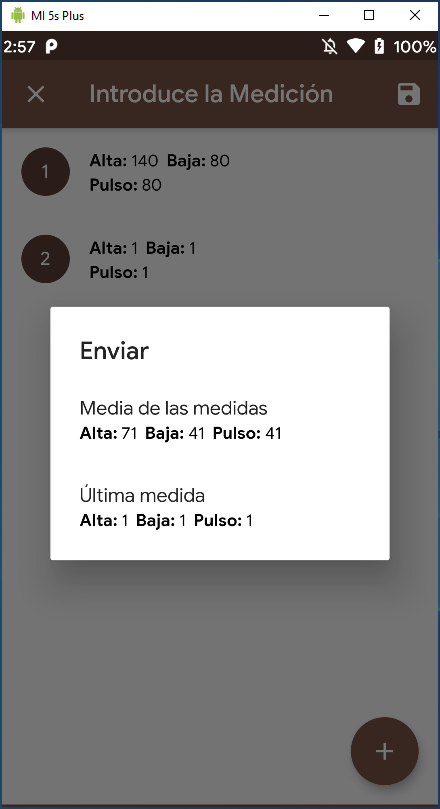 MI 5s Plus
2:57 100%
Introduce la Medición
1
Alta: 140 Baja: 80
Pulso: 80
2
Alta: 1 Baja: 1
Pulso: 1
Enviar
Media de las medidas
Alta: 71 Baja: 41 Pulso: 41
Última medida
Alta: 1 Baja: 1 Pulso: 1